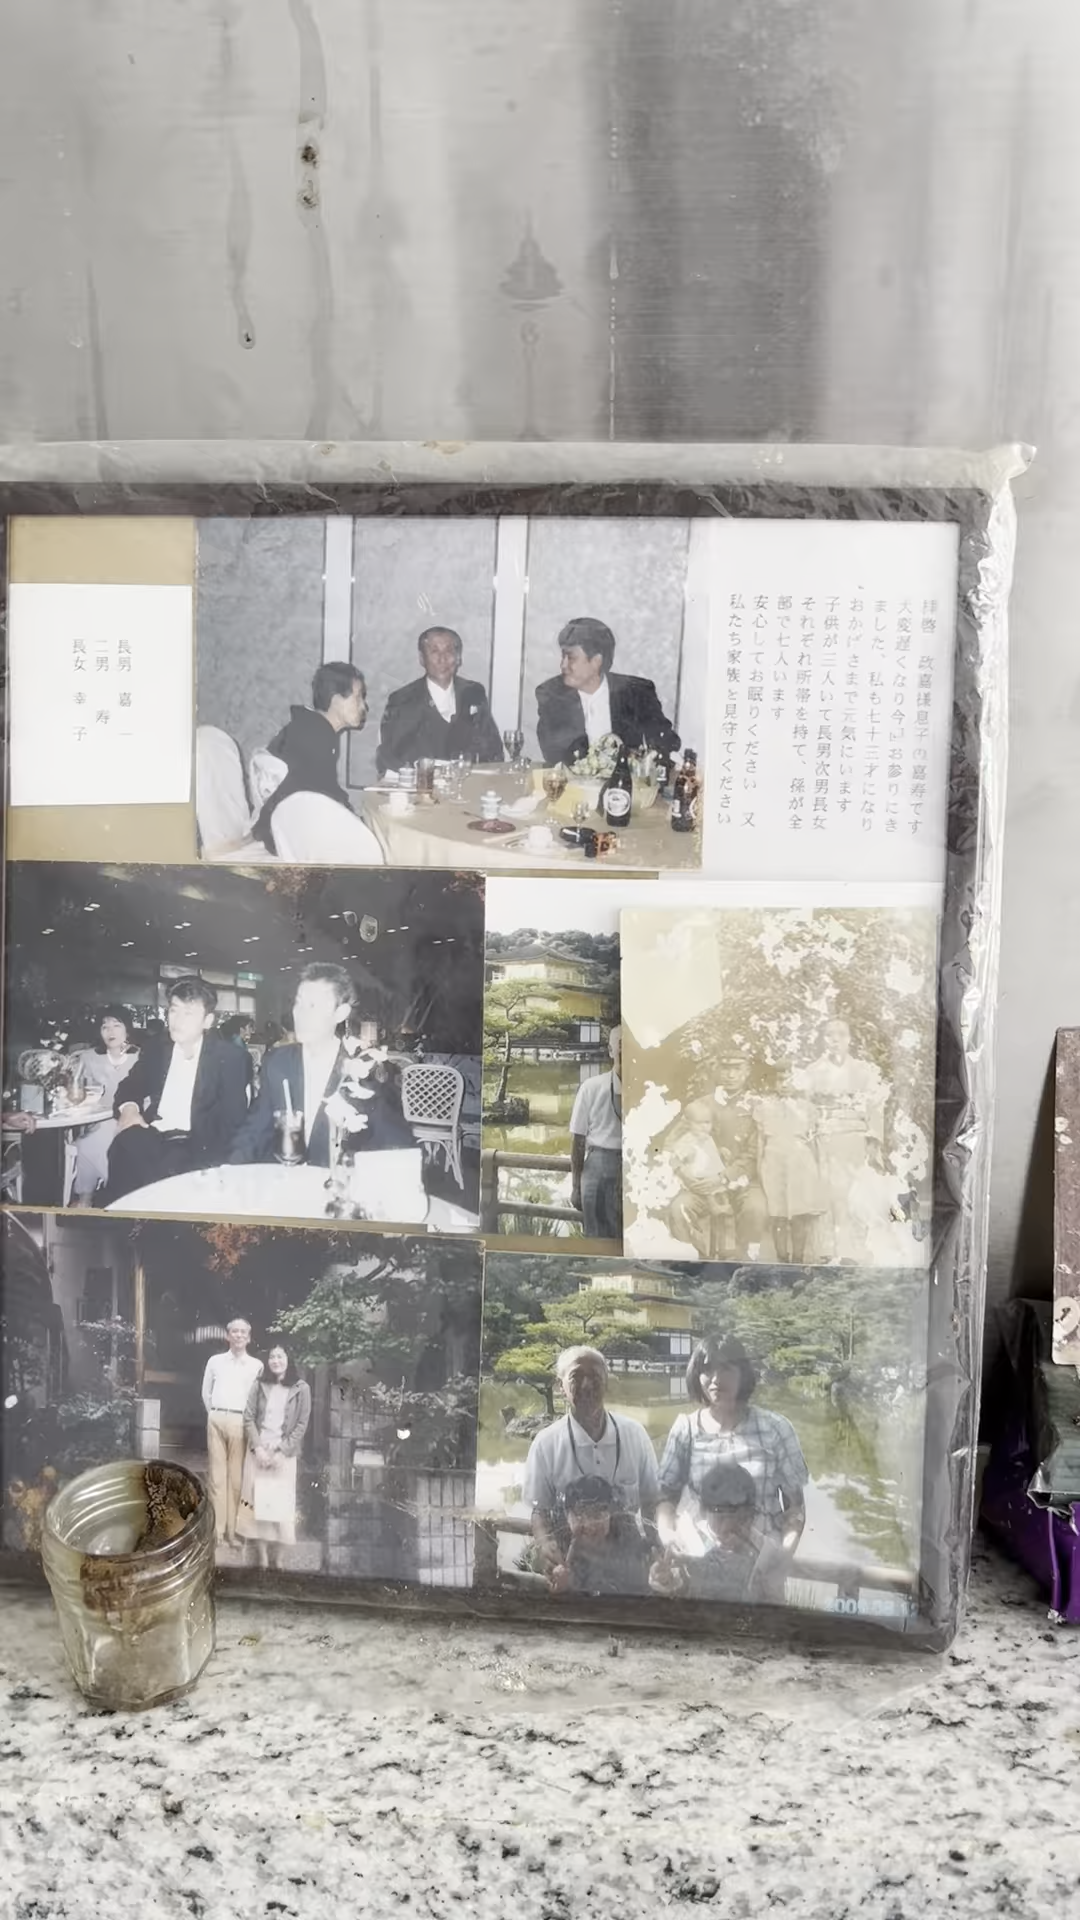 拝啓 政嘉様息子の嘉寿です
大変遅くなり今日お参りにき
ました、私も七十三才になり
おかげさまで元気にいます
子供が三人いて長男次男長女
それぞれ所帯を持て、孫が全
部で七人います
安心してお眠りください 又
私たち家族と見守てください
長男 嘉一
二男 寿
長女 幸子